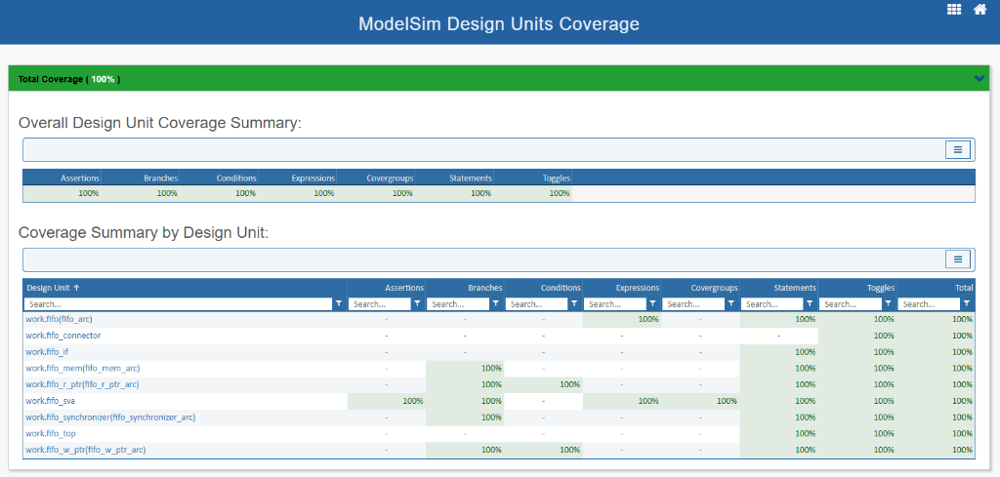 ModelSim Design Units Coverage
Total Coverage ( 100% )
Overall Design Unit Coverage Summary:
Assertions Branches Conditions Expressions Covergroups Statements Toggles
100% 100% 100% 100% 100% 100% 100%
Coverage Summary by Design Unit:
Design Unit ↑ Assertions Branches Conditions Expressions Covergroups Statements Toggles Total
Search... Search... Search... Search... Search... Search... Search... Search... Search...
work.fifo(fifo_arc) - - - 100% - 100% 100% 100%
work.fifo_connector - - - - - - 100% 100%
work.fifo_if - - - - - 100% 100% 100%
work.fifo_mem(fifo_mem_arc) - 100% - - - 100% 100% 100%
work.fifo_r_ptr(fifo_r_ptr_arc) - 100% 100% - - 100% 100% 100%
work.fifo_sva 100% 100% - 100% 100% 100% 100% 100%
work.fifo_synchronizer(fifo_synchronizer_arc) - 100% - - - 100% 100% 100%
work.fifo_top - - - - - 100% 100% 100%
work.fifo_w_ptr(fifo_w_ptr_arc) - 100% 100% - - 100% 100% 100%